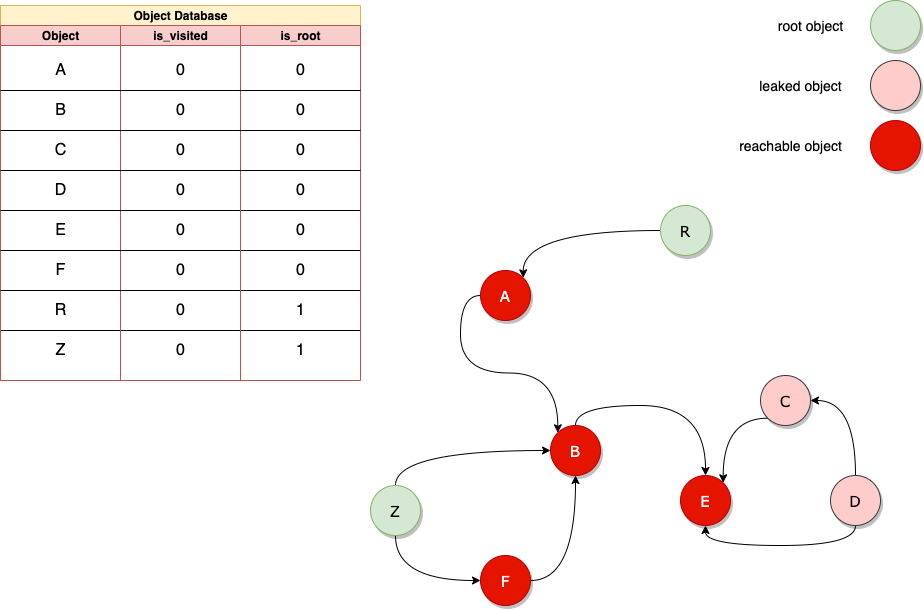 Object Database
Object is_visited is_root
A 0 0
B 0 0
C 0 0
D 0 0
E 0 0
F 0 0
R 0 1
Z 0 1
root object
leaked object
reachable object
R
A
C
B
E
D
Z
F